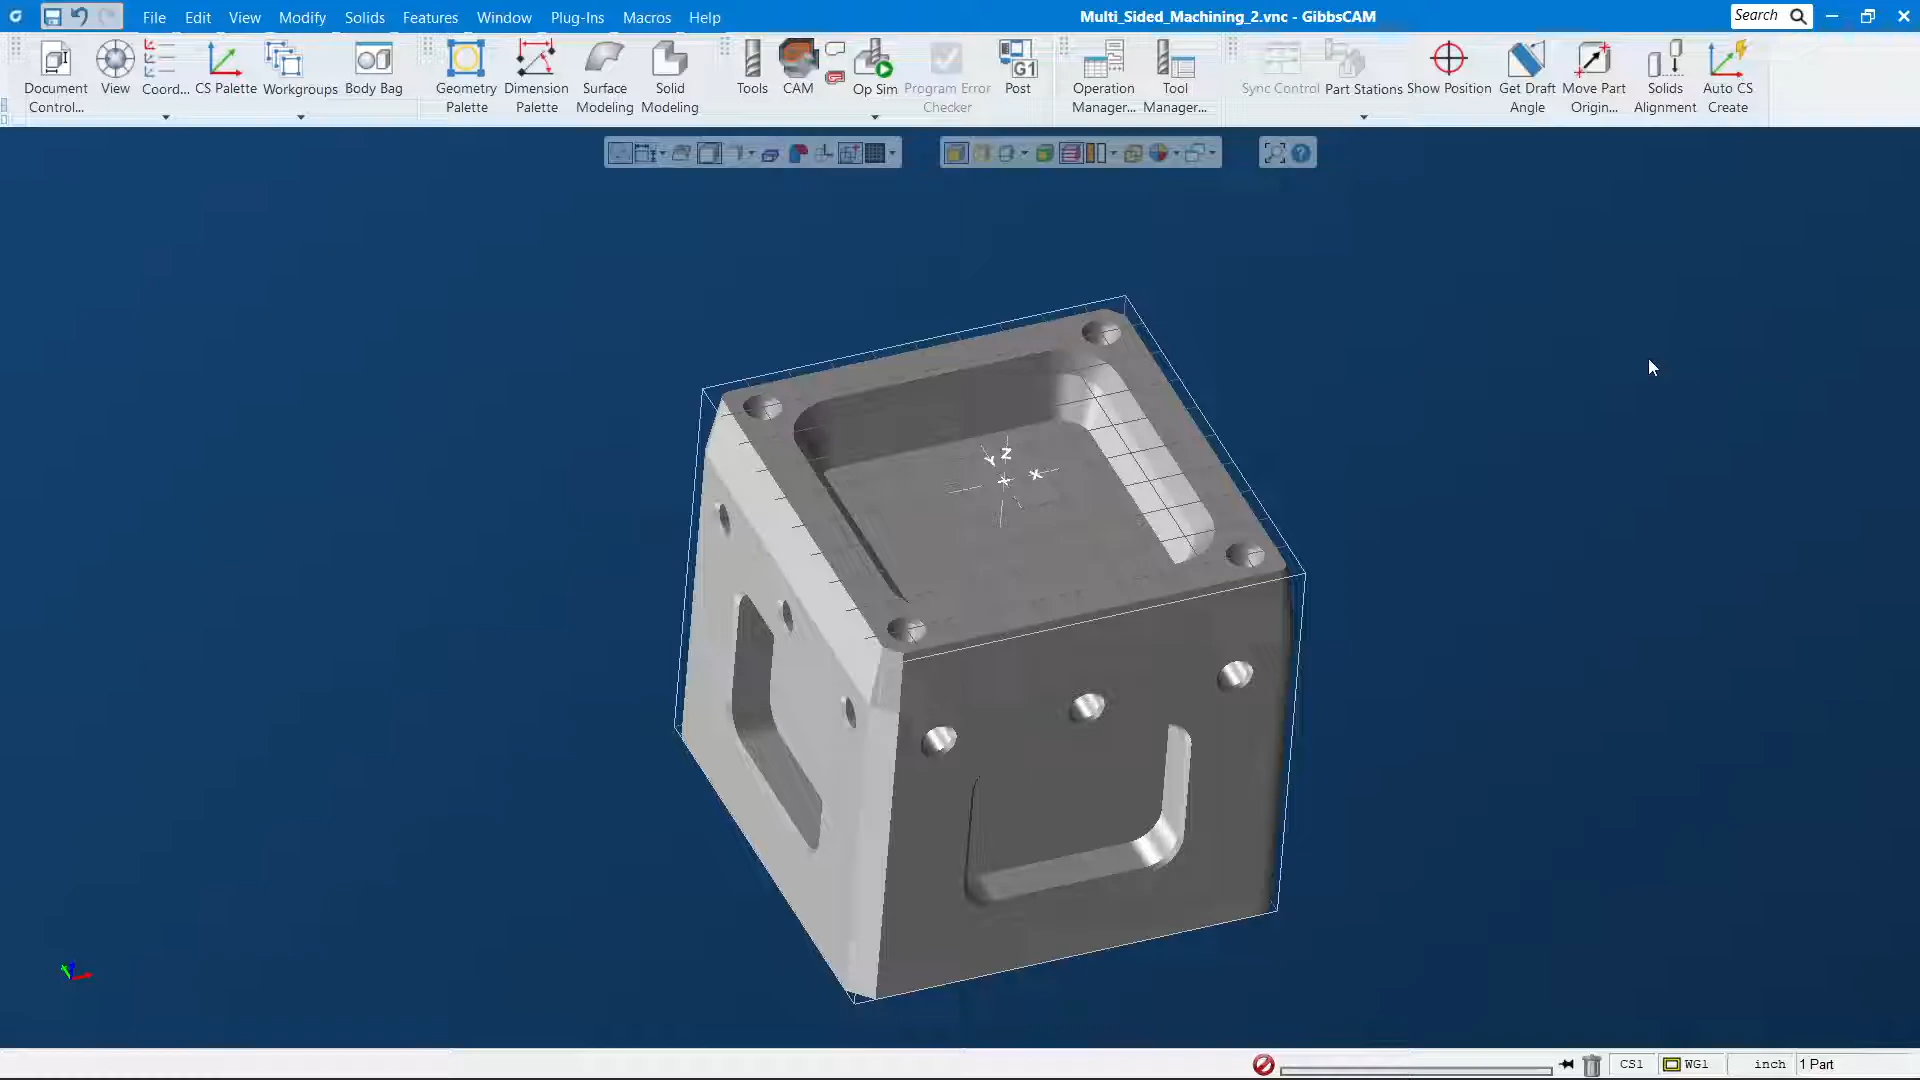 File Edit View Modify Solids Features Window Plug-Ins Macros Help
Multi_Sided_Machining_2.vnc - GibbsCAM
Search
Document Control...
View
Coord...
CS Palette
Workgroups
Body Bag
Geometry Palette
Dimension Palette
Surface Modeling
Solid Modeling
Tools
CAM
Op Sim
Program Error Checker
G1
Post
Operation Manager...
Tool Manager...
Sync Control
Part Stations
Show Position
Get Draft Angle
Move Part Origin...
Solids Alignment
Auto CS Create
Y Z
X
CS1
WG1
inch
1 Part